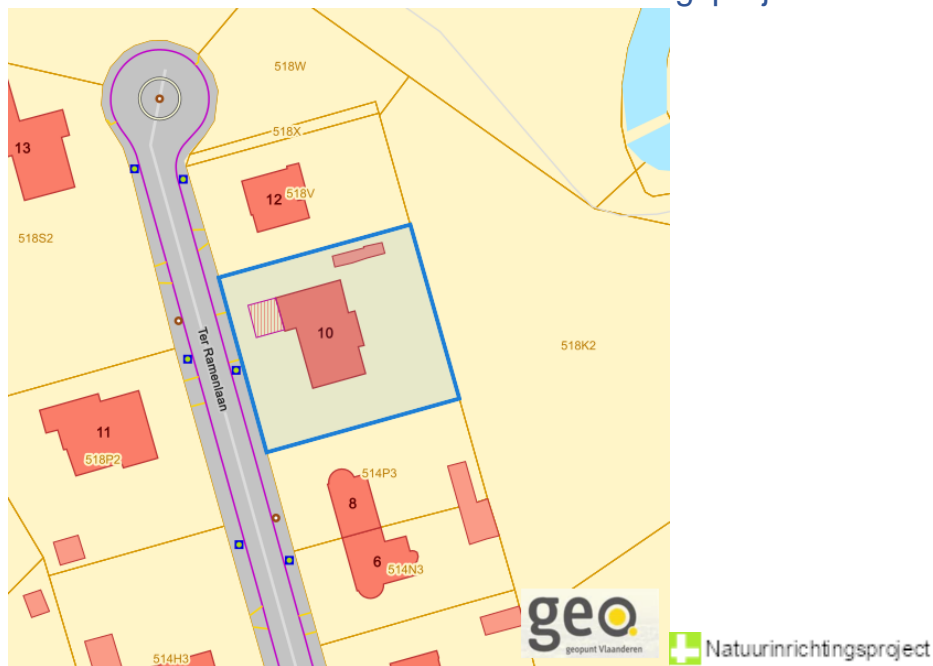 518W
518X
13
12
518V
518S2
10
518K2
Ter Ramenlaan
11
518P2
514P3
8
6
514N3
geo.
geopunt Vlaanderen
Natuurinrichtingsproject
514H3